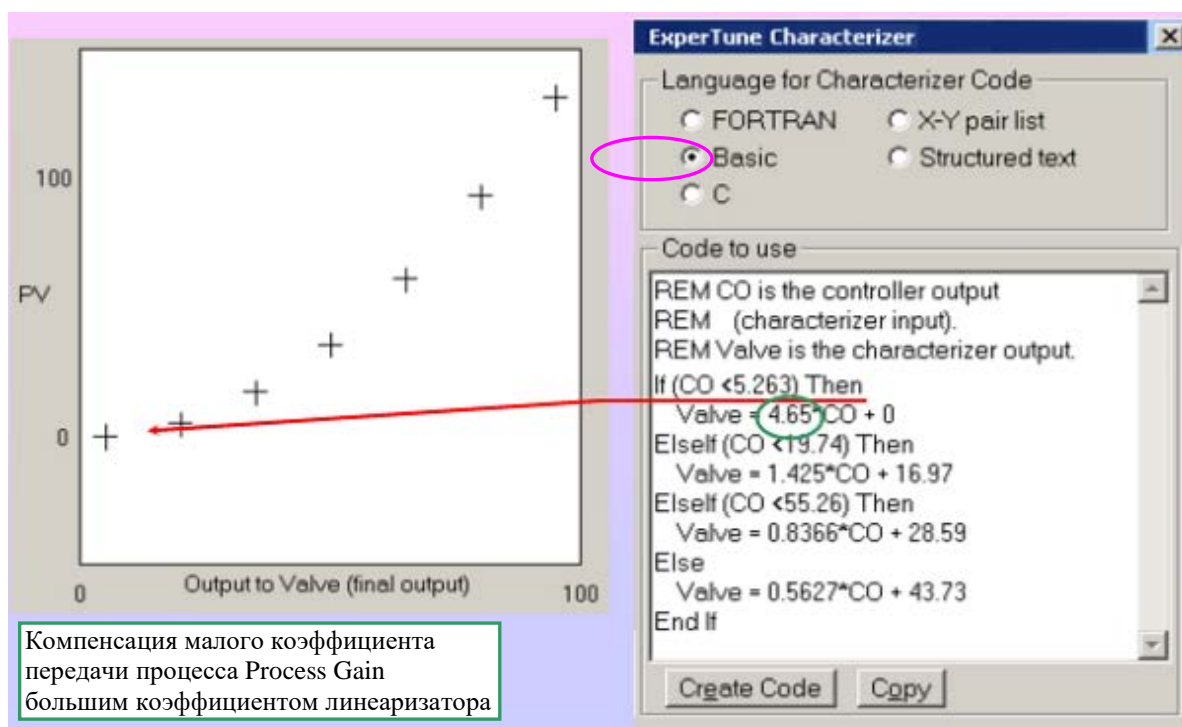 100
PV
0
0
Output to Valve (final output)
100
Компенсация малого коэффициента
передачи процесса Process Gain
большим коэффициентом линеаризатора
ExperTune Characterizer
Language for Characterizer Code
FORTRAN
X-Y pair list
Basic
Structured text
C
Code to use
REM CO is the controller output
REM (characterizer input).
REM Valve is the characterizer output.
If (CO <5.263) Then
Valve = 4.65*CO + 0
ElseIf (CO <19.74) Then
Valve = 1.425*CO + 16.97
ElseIf (CO <55.26) Then
Valve = 0.8366*CO + 28.59
Else
Valve = 0.5627*CO + 43.73
End If
Create Code
Copy